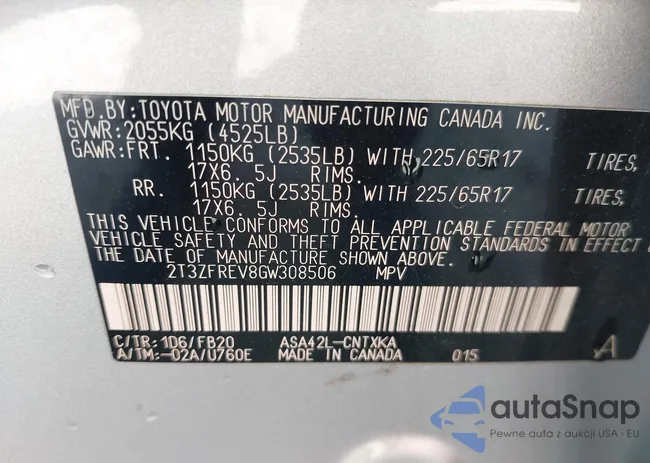 MFD.BY:TOYOTA MOTOR MANUFACTURING CANADA INC.
GVWR:2055KG (4525LB)
GAWR:FRT. 1150KG (2535LB) WITH 225/65R17 TIRES,
17X6.5J RIMS.
RR. 1150KG (2535LB) WITH 225/65R17 TIRES,
17X6.5J RIMS.
THIS VEHICLE CONFORMS TO ALL APPLICABLE FEDERAL MOTOR
VEHICLE SAFETY AND THEFT PREVENTION STANDARDS IN EFFECT
THE DATE OF MANUFACTURE SHOWN ABOVE.
2T3ZFREV8GW308506 MPV
C/TR:1D6/FB20 ASA42L-CNTXKA
A/TM:-02A/U760E MADE IN CANADA 015 A
autaSnap
Pewne auta z aukcji USA i EU